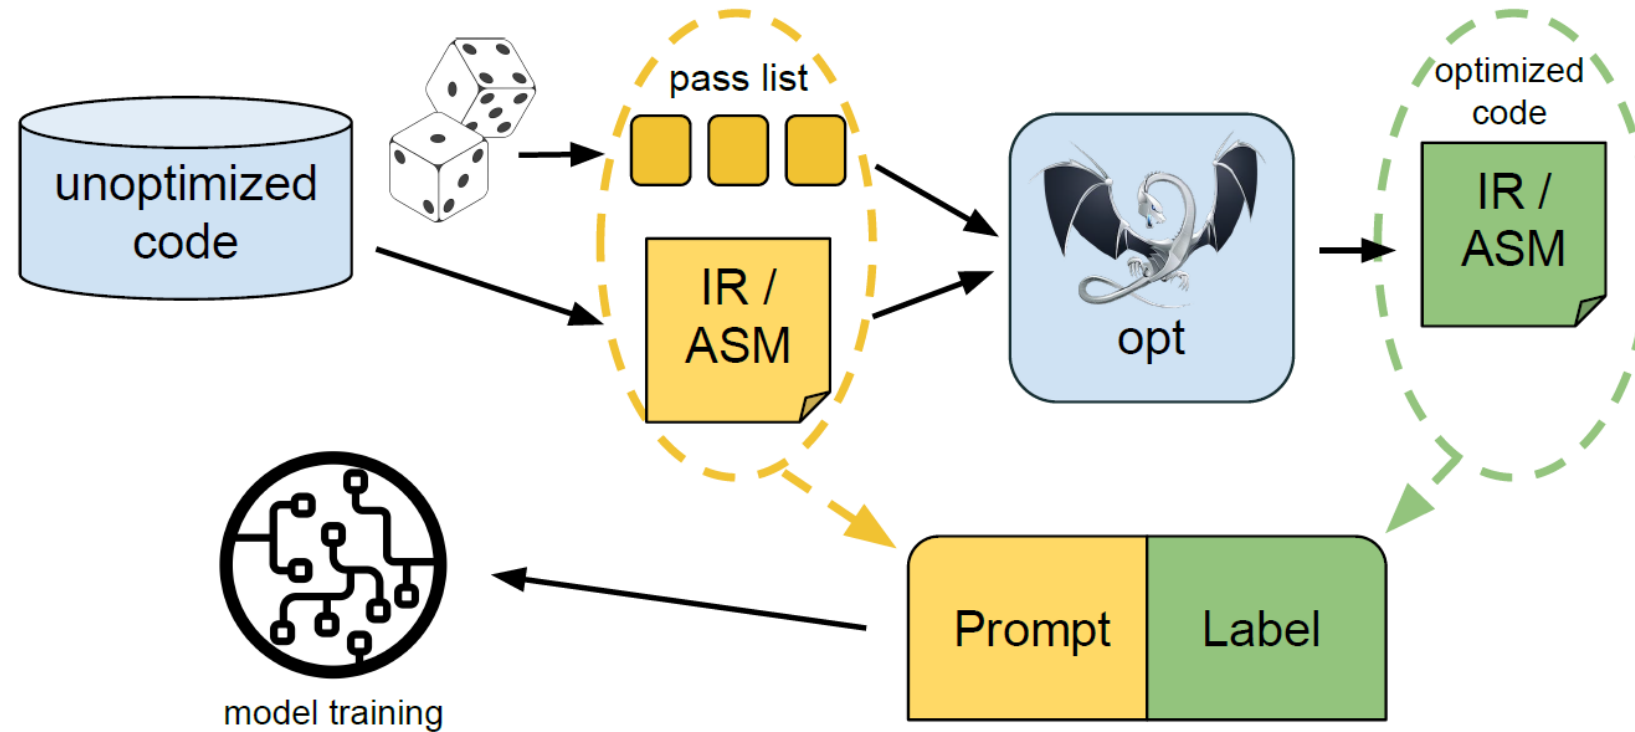 unoptimized
code
pass list
IR /
ASM
opt
optimized
code
IR /
ASM
Prompt
Label
model training